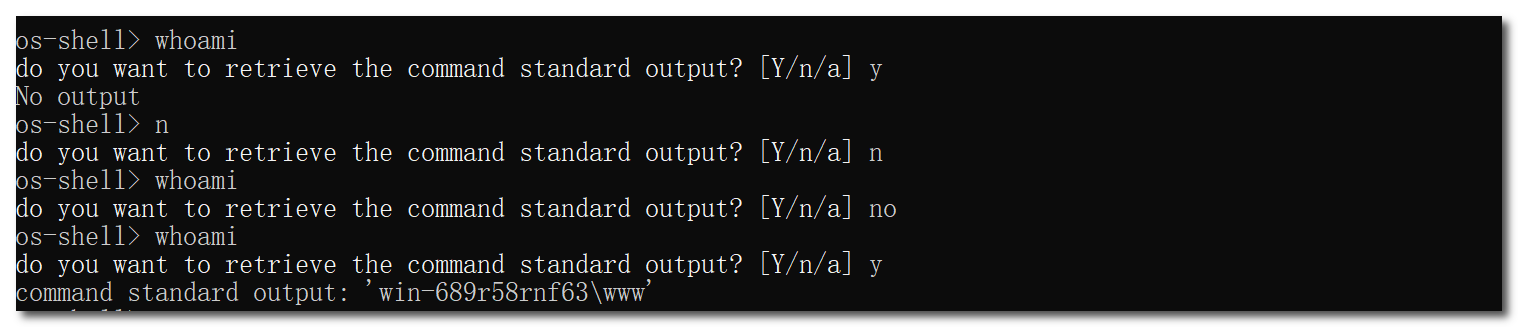 os-shell> whoami
do you want to retrieve the command standard output? [Y/n/a] y
No output
os-shell> n
do you want to retrieve the command standard output? [Y/n/a] n
os-shell> whoami
do you want to retrieve the command standard output? [Y/n/a] no
os-shell> whoami
do you want to retrieve the command standard output? [Y/n/a] y
command standard output: 'win-689r58rnf63\www'